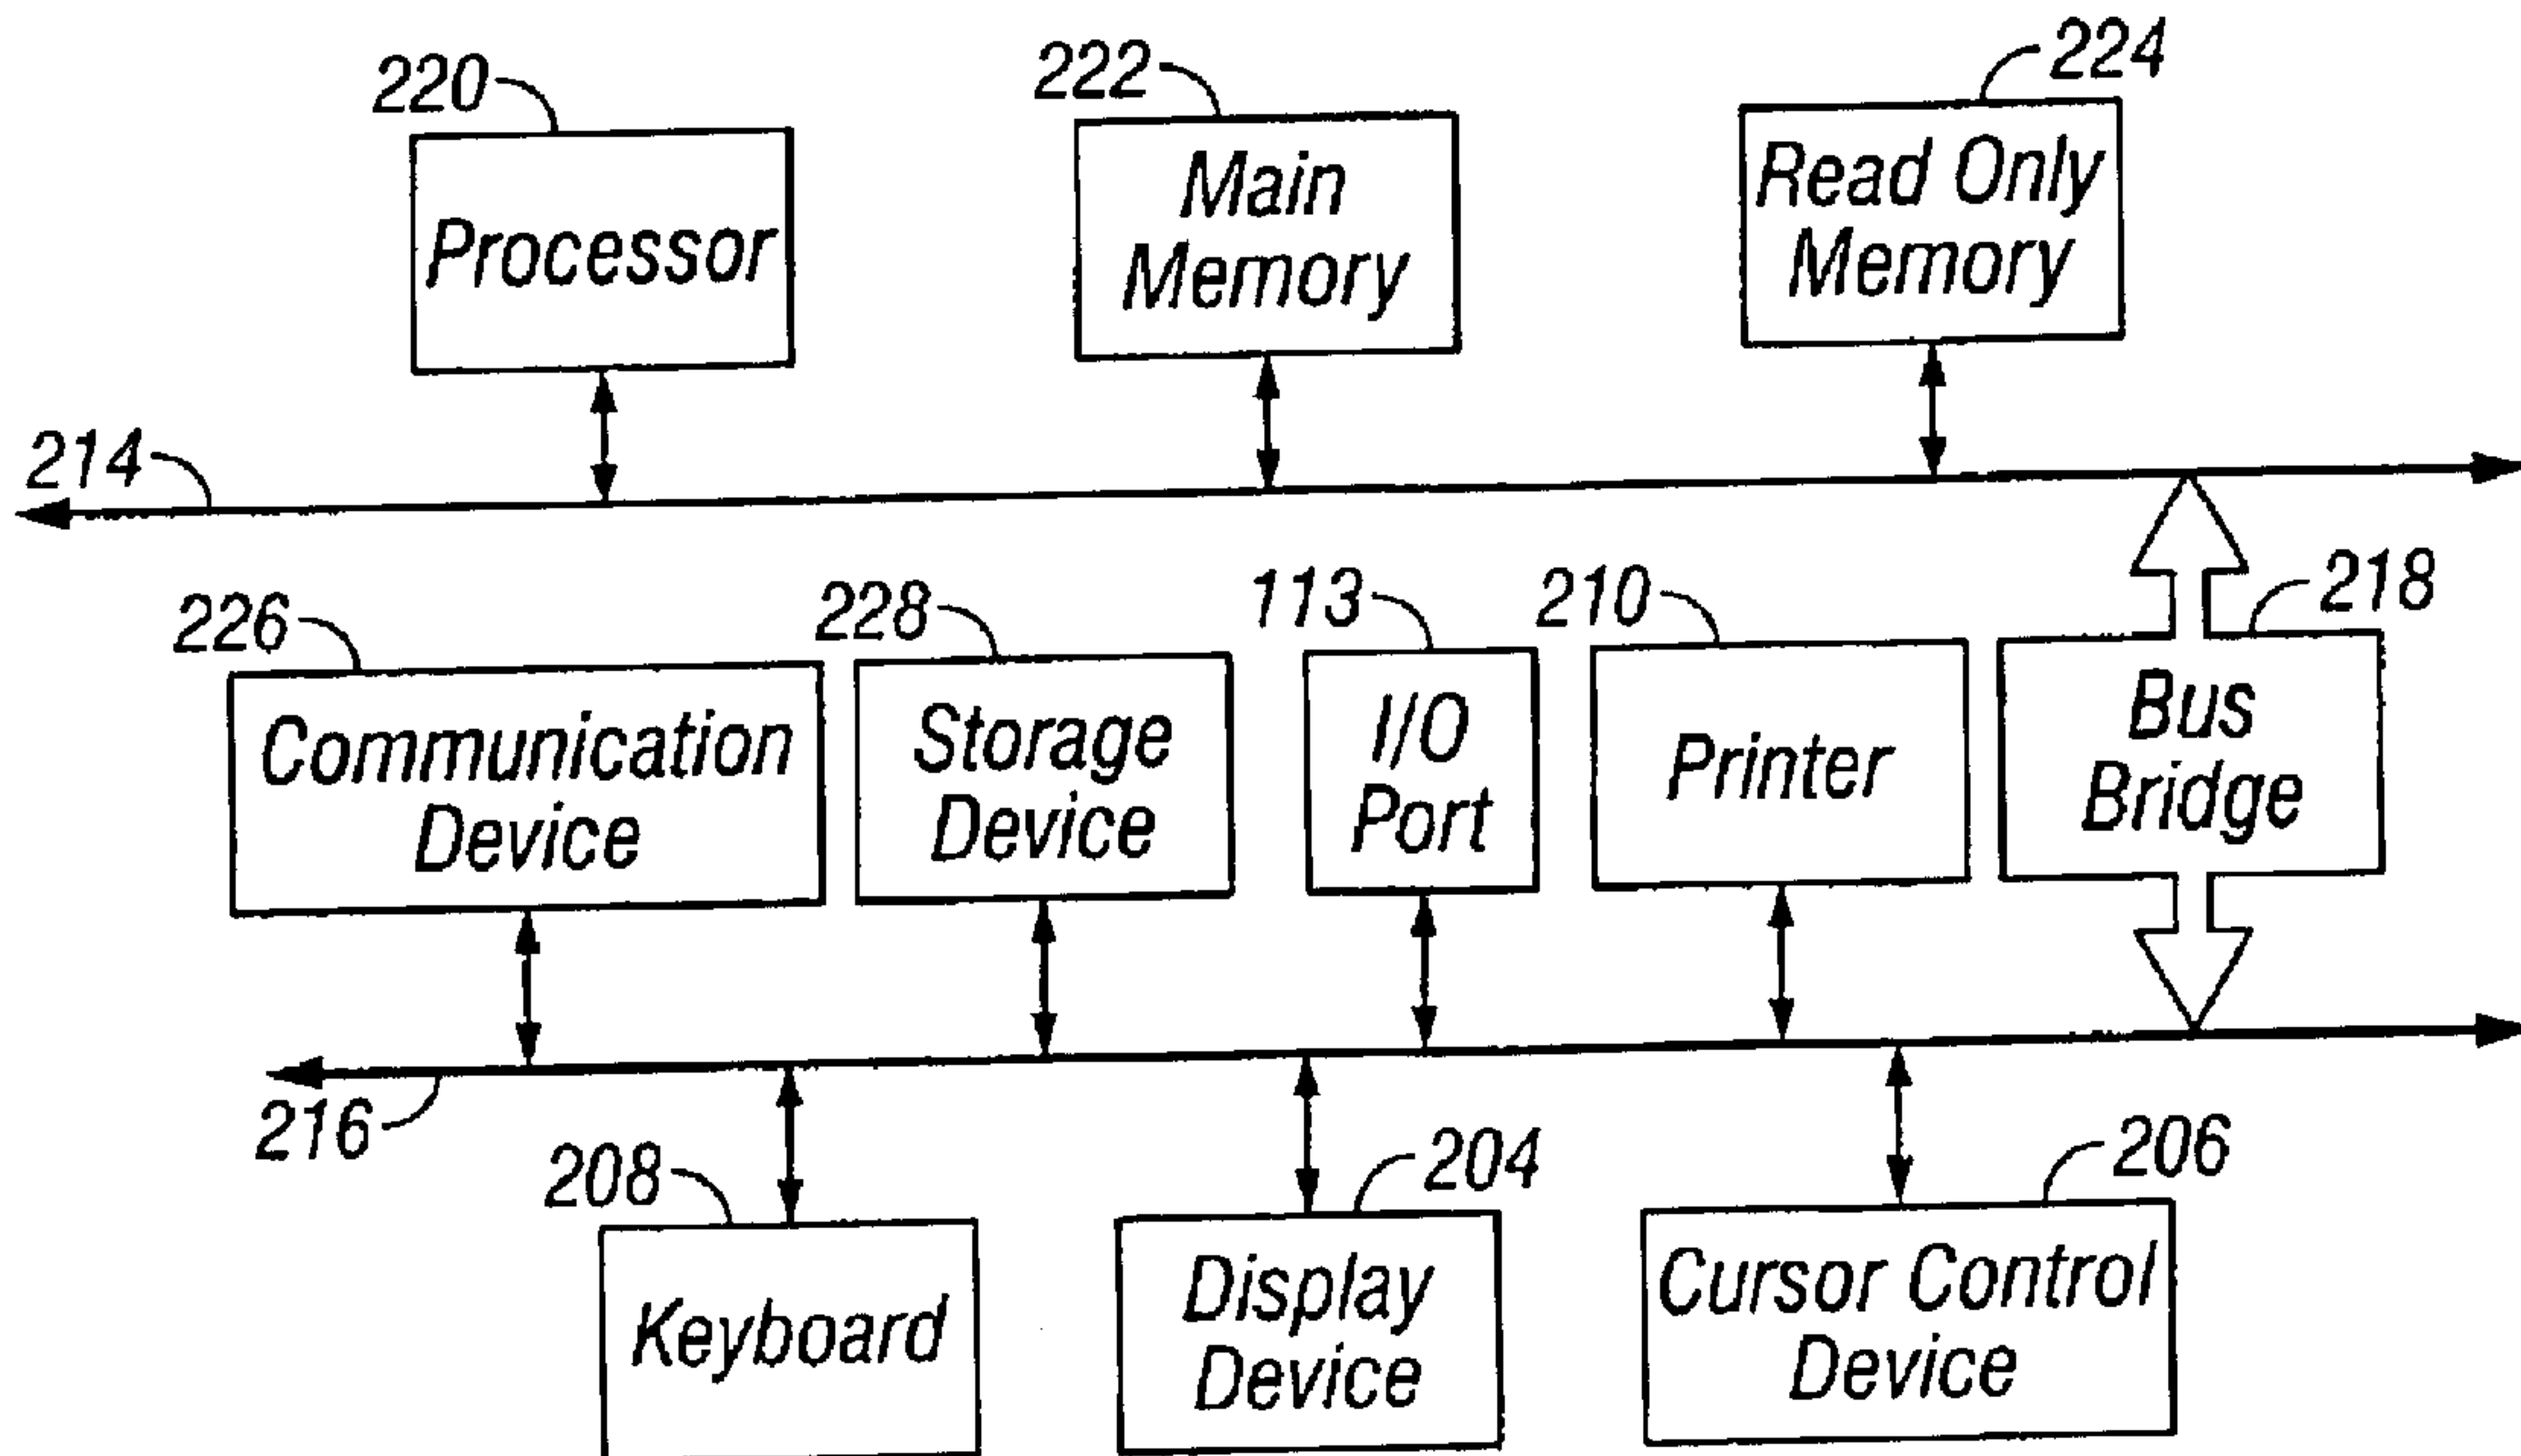 220
222
224
Processor
Main
Memory
Read Only
Memory
214
226
228
113
210
218
Communication
Device
Storage
Device
I/O
Port
Printer
Bus
Bridge
216
208
204
206
Keyboard
Display
Device
Cursor Control
Device